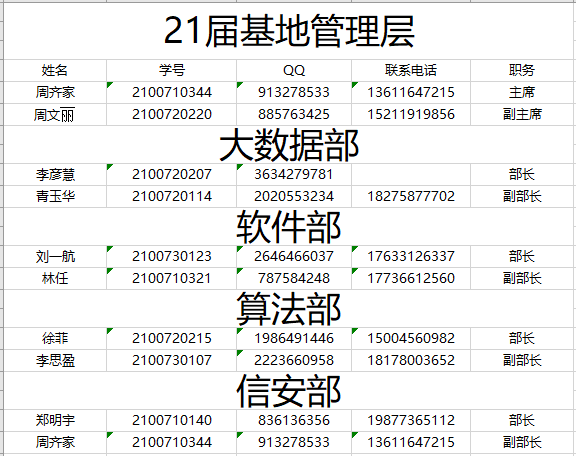 21届基地管理层
姓名 学号 QQ 联系电话 职务
周齐家 2100710344 913278533 13611647215 主席
周文丽 2100720220 885763425 15211919856 副主席
大数据部
李彦慧 2100720207 3634279781 部长
青玉华 2100720114 2020553234 18275877702 副部长
软件部
刘一航 2100730123 2646466037 17633126337 部长
林任 2100710321 787584248 17736612560 副部长
算法部
徐菲 2100720215 1986491446 15004560982 部长
李思盈 2100730107 2223660958 18178003652 副部长
信安部
郑明宇 2100710140 836136356 19877365112 部长
周齐家 2100710344 913278533 13611647215 副部长